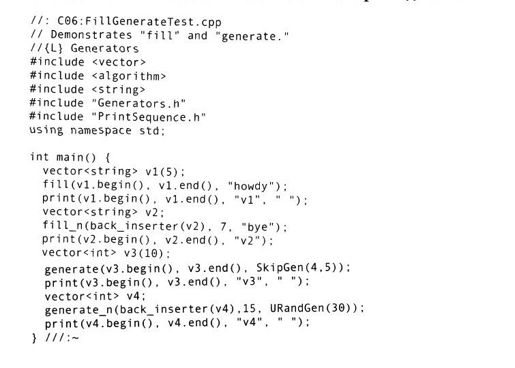 //: C06:FillGenerateTest.cpp
// Demonstrates "fill" and "generate."
//{L} Generators
#include <vector>
#include <algorithm>
#include <string>
#include "Generators.h"
#include "PrintSequence.h"
using namespace std;

int main() {
  vector<string> v1(5);
  fill(v1.begin(), v1.end(), "howdy");
  print(v1.begin(), v1.end(), "v1", " ");
  vector<string> v2;
  fill_n(back_inserter(v2), 7, "bye");
  print(v2.begin(), v2.end(), "v2");
  vector<int> v3(10);
  generate(v3.begin(), v3.end(), SkipGen(4,5));
  print(v3.begin(), v3.end(), "v3", " ");
  vector<int> v4;
  generate_n(back_inserter(v4),15, URandGen(30));
  print(v4.begin(), v4.end(), "v4", " ");
} ///:~